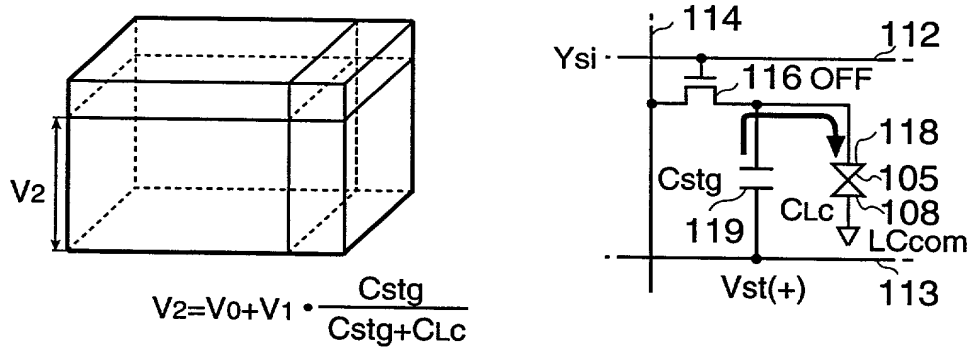 V2
V2=V0+V1•Cstg/Cstg+CLc
114
112
Ysi
116 OFF
118
Cstg
105
CLc
108
119
LCcom
Vst(+)
113